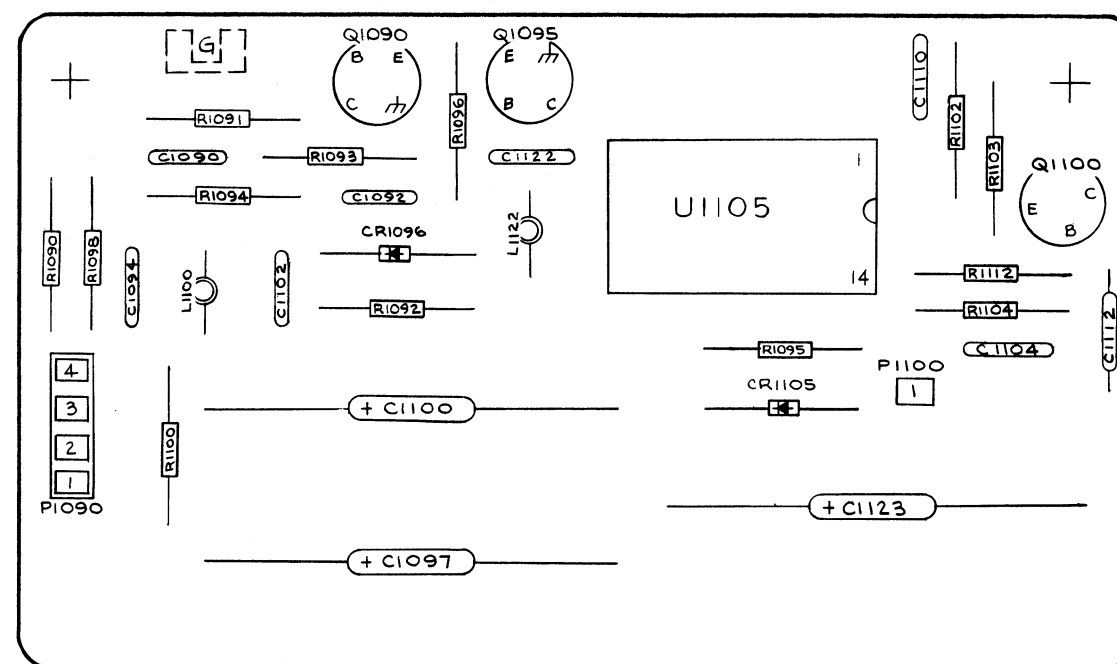 G
Q1090
B E
C
R1096
Q1095
E
B C
C1110
R1102
R1103
Q1100
C
E
B
R1091
C1090
R1093
C1122
R1094
C1092
U1105
1
14
R1090
R1098
C1094
L1100
C1102
CR1096
L1122
R1092
R1112
R1104
C1104
C1112
R1095
P1100
1
CR1105
4
3
2
1
P1090
R1100
+ C1100
+ C1123
+ C1097